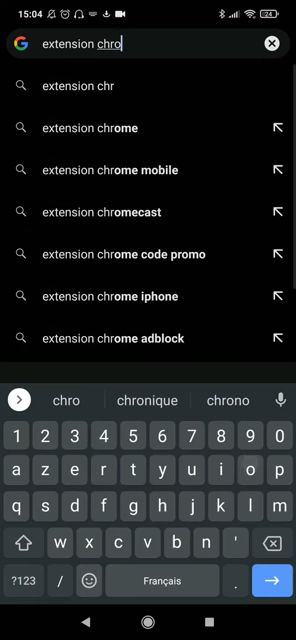 15:04
24
extension chro
extension chr
extension chrome
extension chrome mobile
extension chromecast
extension chrome code promo
extension chrome iphone
extension chrome adblock
chro chronique chrono
1 2 3 4 5 6 7 8 9 0
a z e r t y u i o p
q s d f g h j k l m
w x c v b n '
?123 / Français .